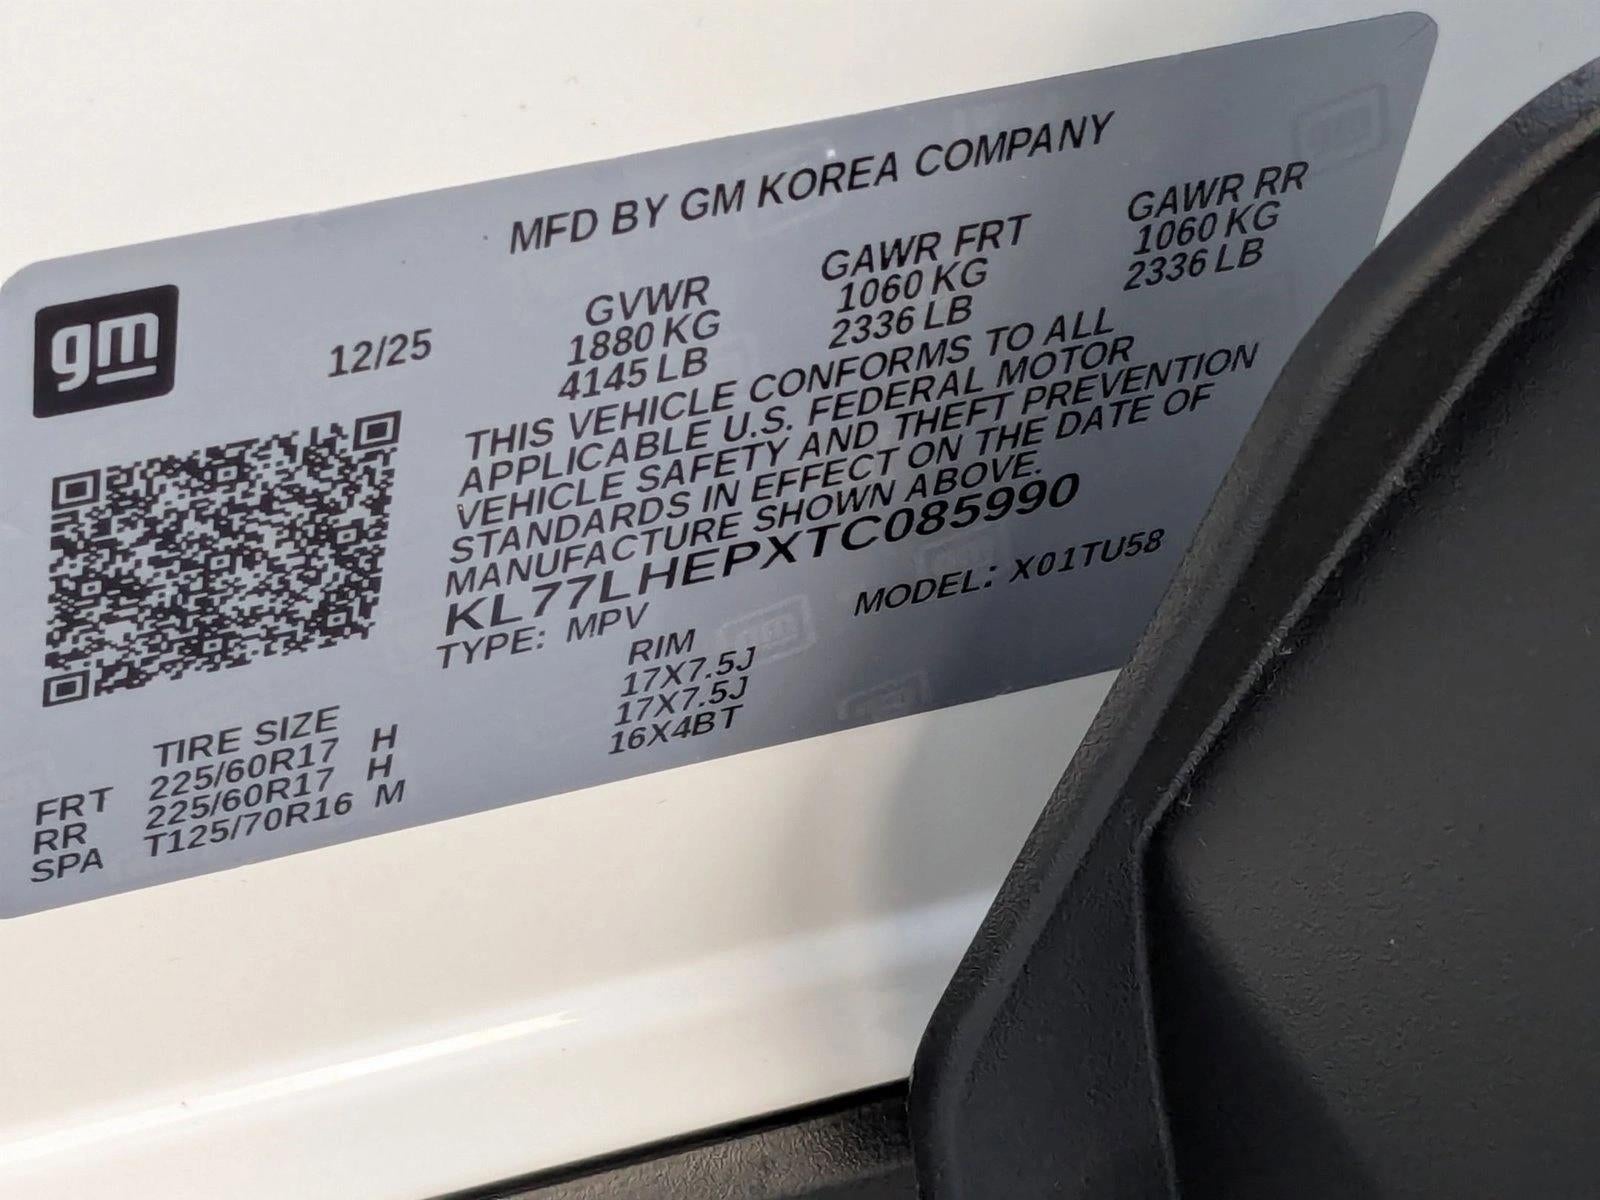 MFD BY GM KOREA COMPANY
gm
12/25
GVWR GAWR FRT GAWR RR
1880 KG 1060 KG 1060 KG
4145 LB 2336 LB 2336 LB
THIS VEHICLE CONFORMS TO ALL
APPLICABLE U.S. FEDERAL MOTOR
VEHICLE SAFETY AND THEFT PREVENTION
STANDARDS IN EFFECT ON THE DATE OF
MANUFACTURE SHOWN ABOVE.
KL77LHEPXTC085990
TYPE: MPV MODEL: X01TU58
TIRE SIZE RIM
FRT 225/60R17 H 17X7.5J
RR 225/60R17 H 17X7.5J
SPA T125/70R16 M 16X4BT